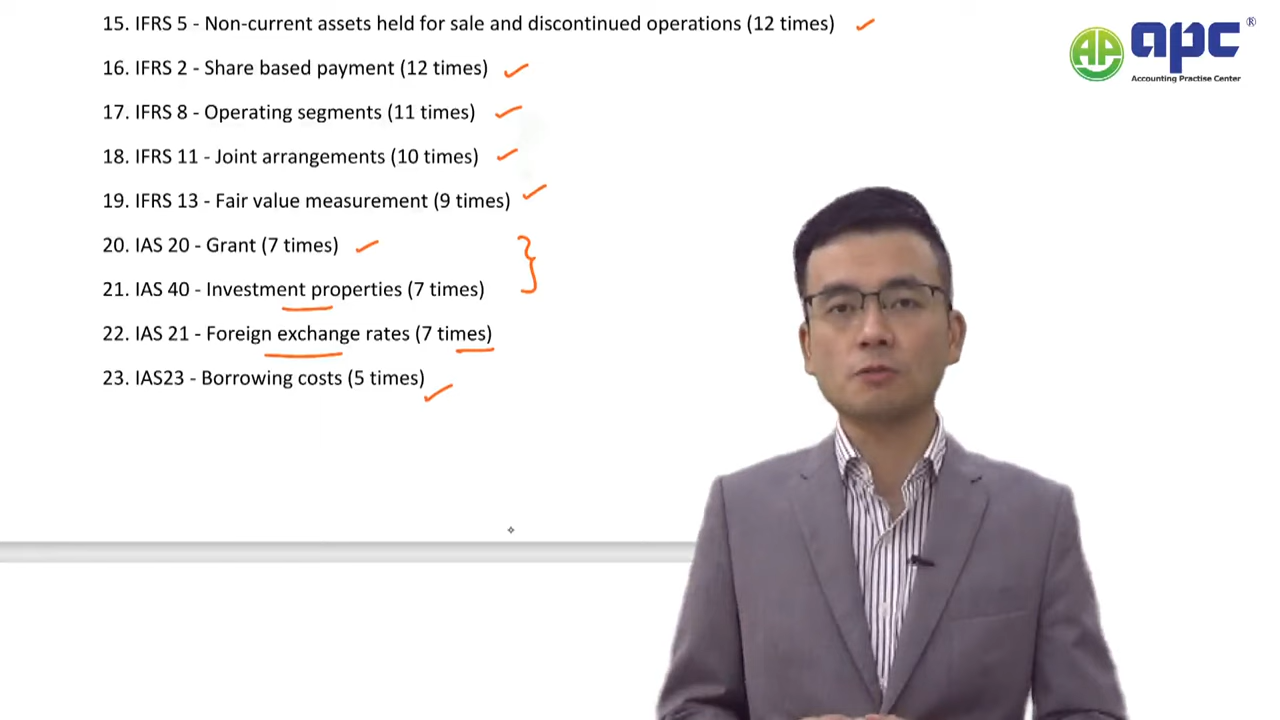 15. IFRS 5 - Non-current assets held for sale and discontinued operations (12 times)
16. IFRS 2 - Share based payment (12 times)
17. IFRS 8 - Operating segments (11 times)
18. IFRS 11 - Joint arrangements (10 times)
19. IFRS 13 - Fair value measurement (9 times)
20. IAS 20 - Grant (7 times)
21. IAS 40 - Investment properties (7 times)
22. IAS 21 - Foreign exchange rates (7 times)
23. IAS23 - Borrowing costs (5 times)
AP apc ®
Accounting Practise Center